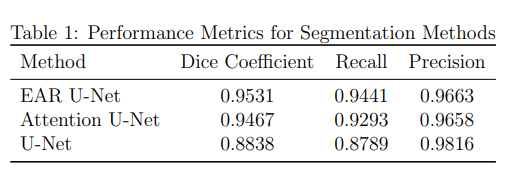 Table 1: Performance Metrics for Segmentation Methods
Method Dice Coefficient Recall Precision
EAR U-Net 0.9531 0.9441 0.9663
Attention U-Net 0.9467 0.9293 0.9658
U-Net 0.8838 0.8789 0.9816